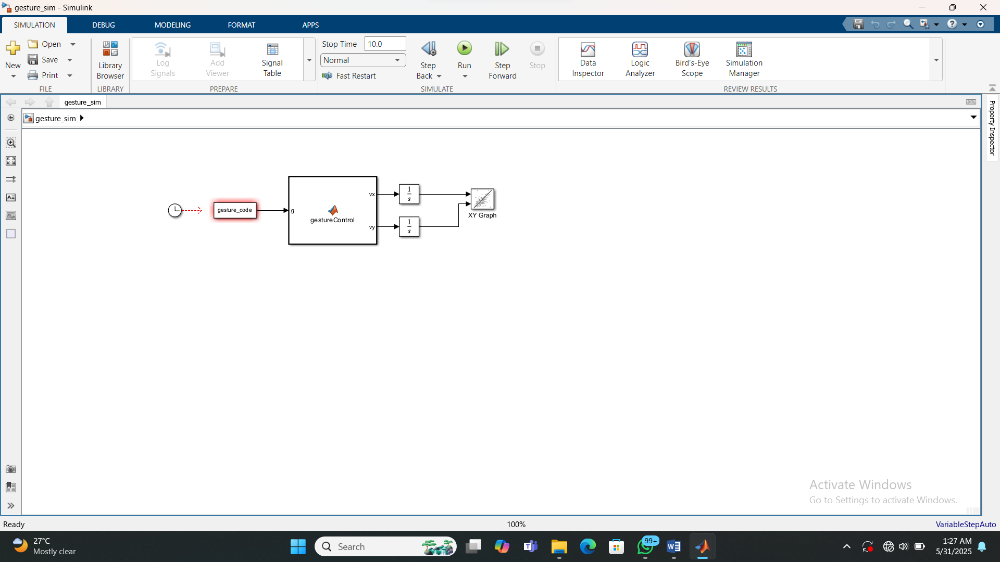 gesture_sim - Simulink
SIMULATION DEBUG MODELING FORMAT APPS
New
Open
Save
Print
FILE
Library
Browser
LIBRARY
Log
Signals
Add
Viewer
Signal
Table
PREPARE
Stop Time 10.0
Normal
Fast Restart
Step
Back
Run
Step
Forward
Stop
SIMULATE
Data
Inspector
Logic
Analyzer
Bird's-Eye
Scope
Simulation
Manager
REVIEW RESULTS
gesture_sim
gesture_sim
Property Inspector
gesture_code
g
gestureControl
vx
vy
1
s
1
s
XY Graph
Activate Windows
Go to Settings to activate Windows.
Ready
100%
VariableStepAuto
27°C
Mostly clear
Search
99+
1:27 AM
5/31/2025